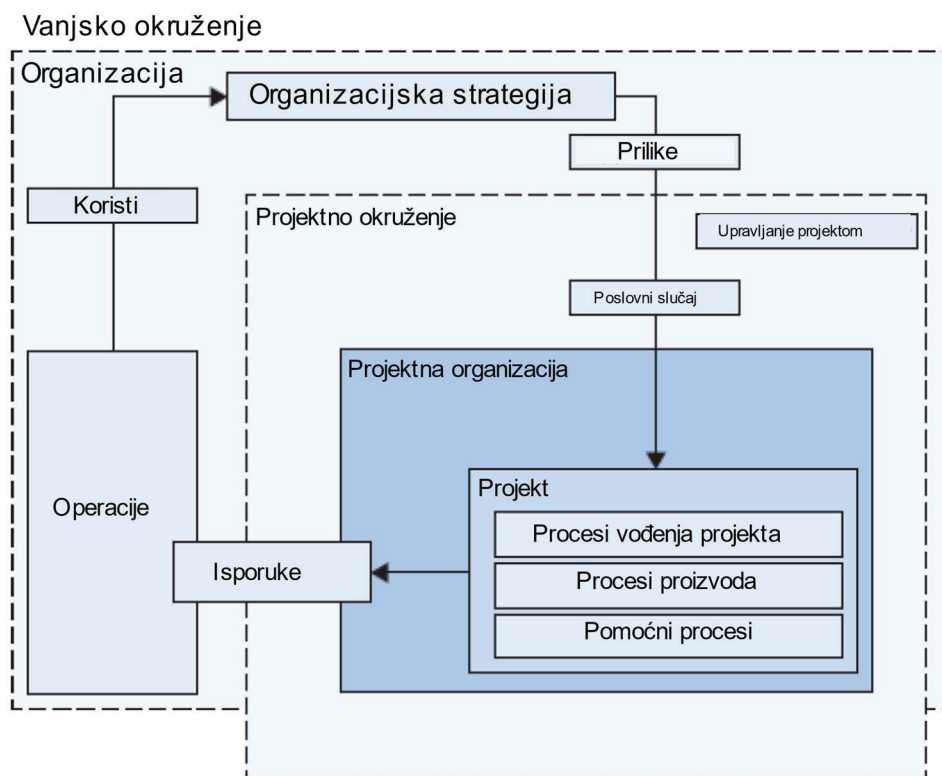 Vanjsko okruženje
Organizacija
Organizacijska strategija
Prilike
Koristi
Projektno okruženje
Upravljanje projektom
Poslovni slučaj
Projektna organizacija
Projekt
Operacije
Procesi vođenja projekta
Isporuke
Procesi proizvoda
Pomoćni procesi